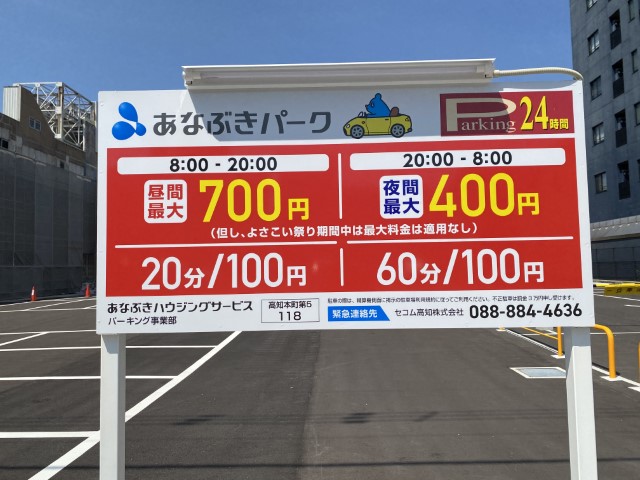 あなぶきパーク
Parking 24時間
8:00 - 20:00
昼間最大 700円
20:00 - 8:00
夜間最大 400円
(但し、よさこい祭り期間中は最大料金は適用なし)
20分/100円
60分/100円
あなぶきハウジングサービス
パーキング事業部
高知本町第5
118
緊急連絡先
セコム高知株式会社 088-884-4636